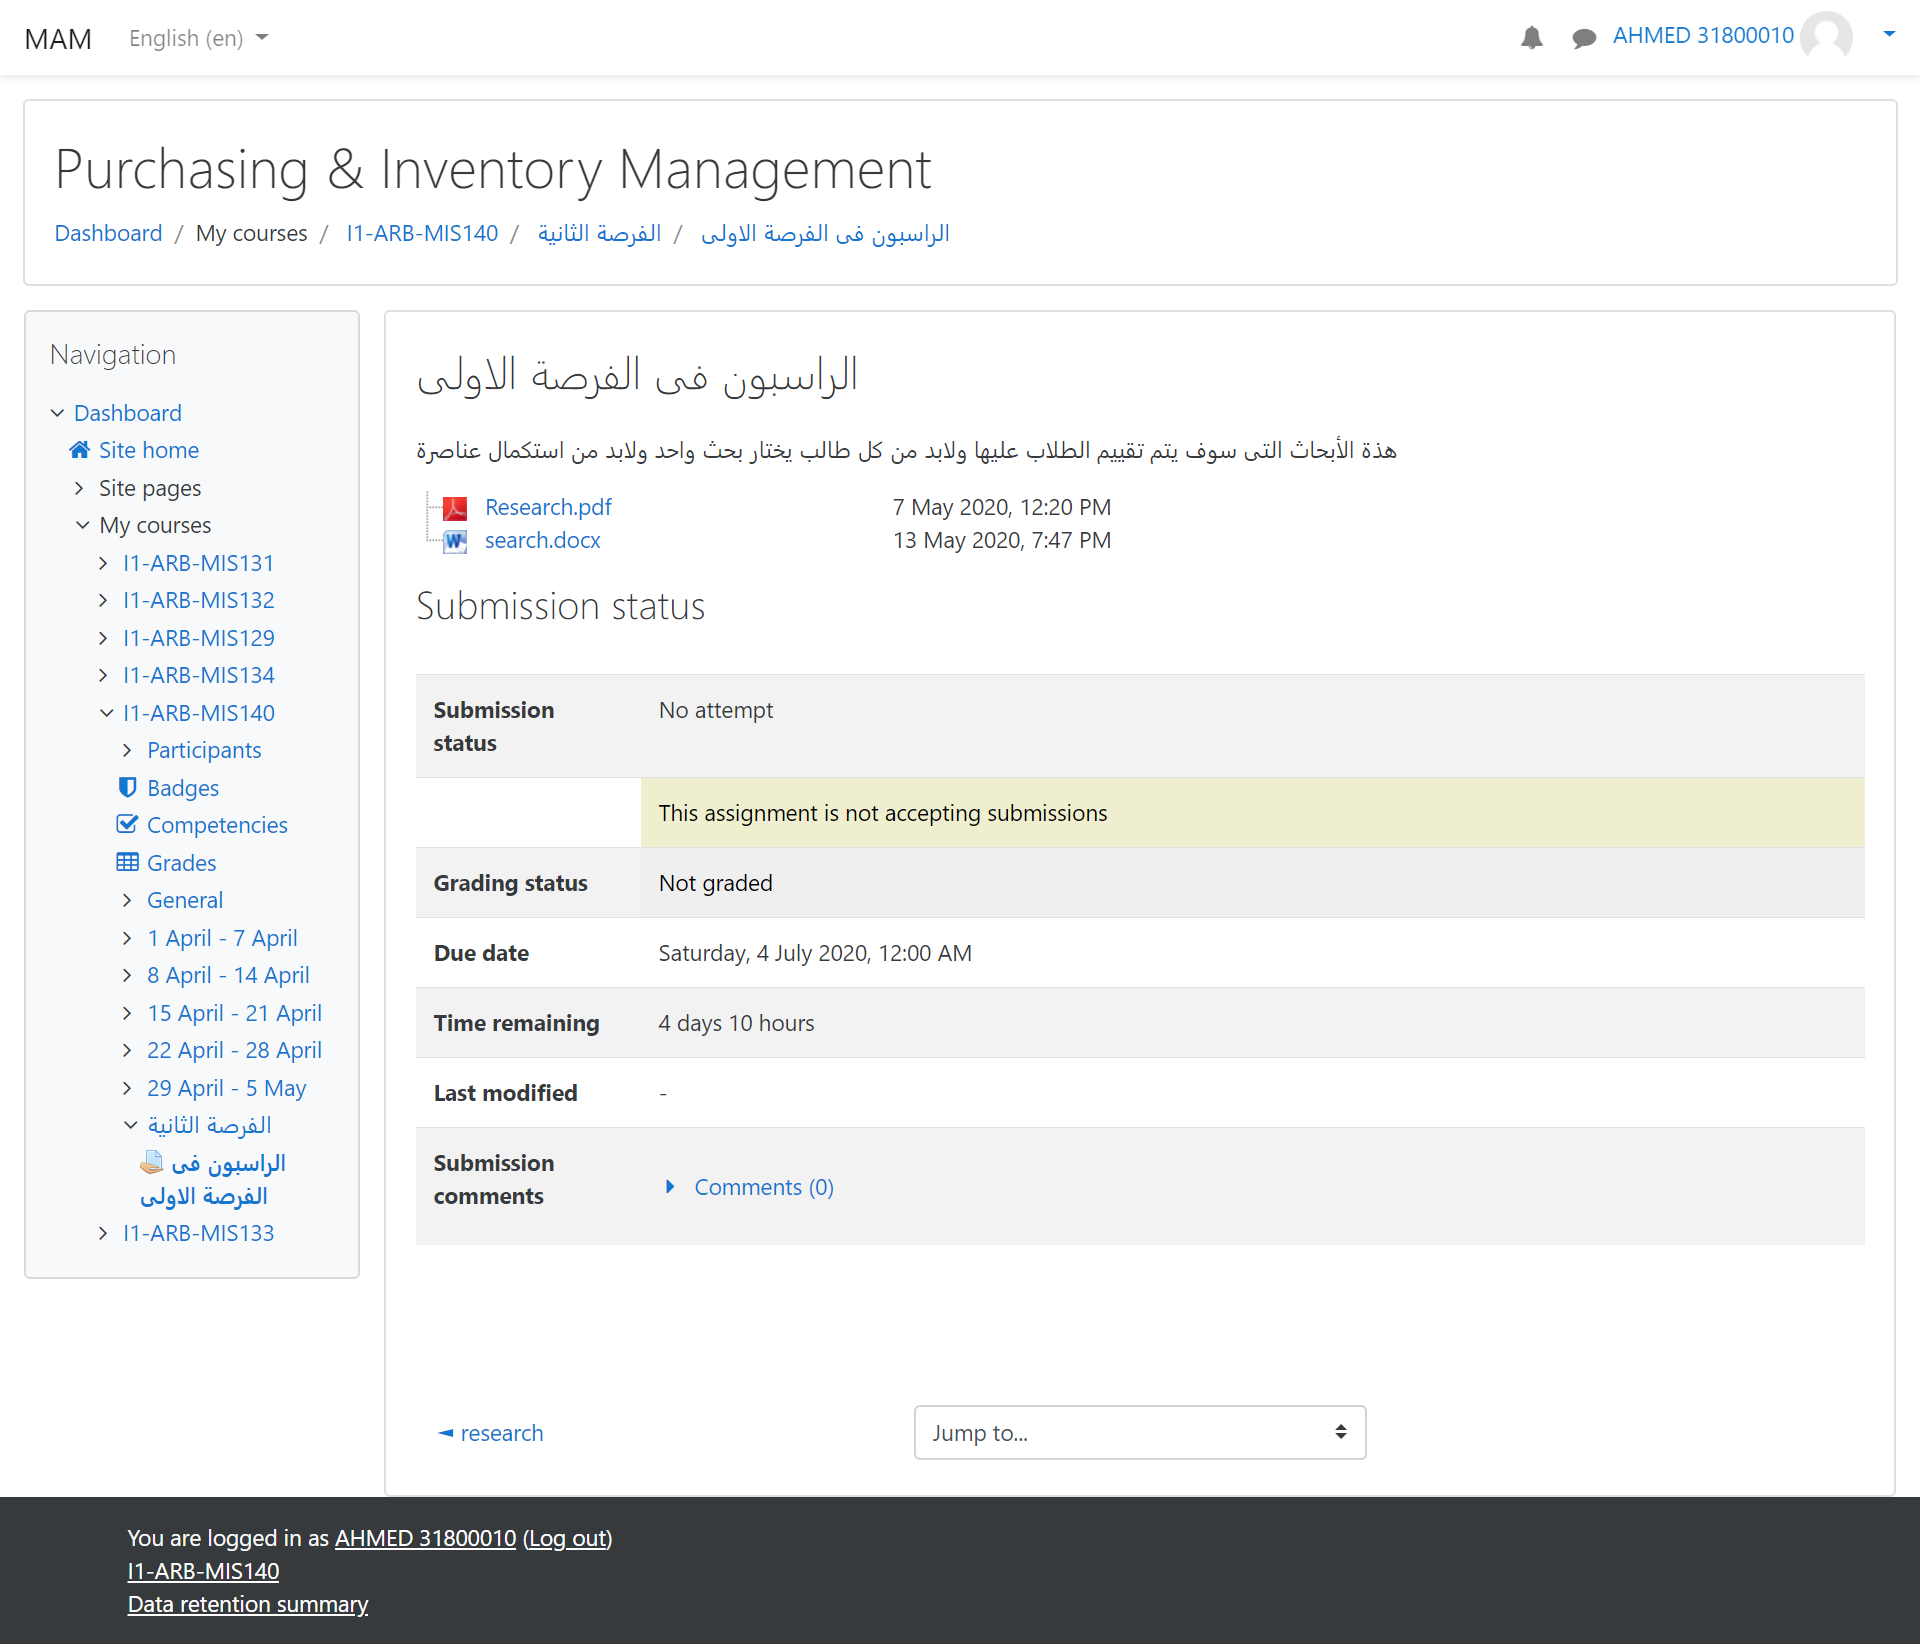 MAM
English (en)
AHMED 31800010
Purchasing & Inventory Management
Dashboard / My courses / I1-ARB-MIS140 / الفرصة الثانية / الراسبون فى الفرصة الاولى
Navigation
Dashboard
Site home
Site pages
My courses
I1-ARB-MIS131
I1-ARB-MIS132
I1-ARB-MIS129
I1-ARB-MIS134
I1-ARB-MIS140
Participants
Badges
Competencies
Grades
General
1 April - 7 April
8 April - 14 April
15 April - 21 April
22 April - 28 April
29 April - 5 May
الفرصة الثانية
الراسبون فى
الفرصة الاولى
I1-ARB-MIS133
الراسبون فى الفرصة الاولى
هذة الأبحاث التى سوف يتم تقييم الطلاب عليها ولابد من كل طالب يختار بحث واحد ولابد من استكمال عناصرة
Research.pdf 7 May 2020, 12:20 PM
search.docx 13 May 2020, 7:47 PM
Submission status
Submission status No attempt
This assignment is not accepting submissions
Grading status Not graded
Due date Saturday, 4 July 2020, 12:00 AM
Time remaining 4 days 10 hours
Last modified -
Submission comments Comments (0)
◄ research
Jump to...
You are logged in as AHMED 31800010 (Log out)
I1-ARB-MIS140
Data retention summary